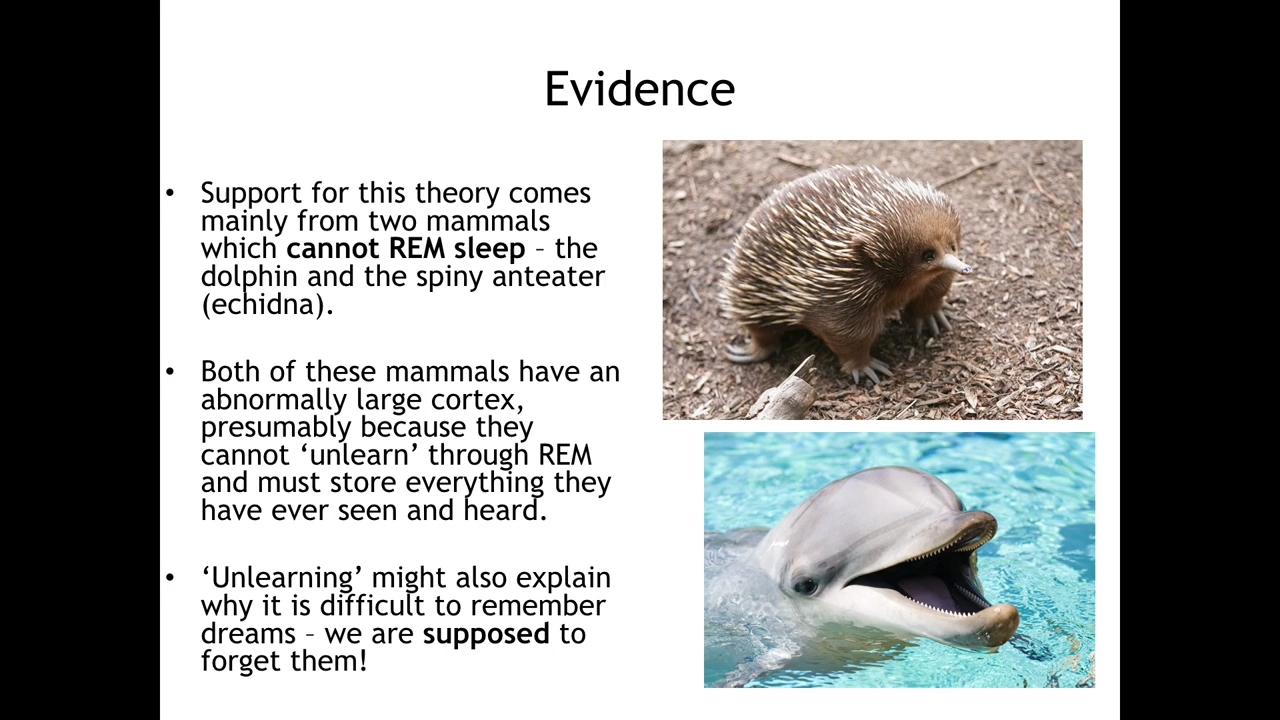 Evidence
• Support for this theory comes
mainly from two mammals
which cannot REM sleep – the
dolphin and the spiny anteater
(echidna).
• Both of these mammals have an
abnormally large cortex,
presumably because they
cannot ‘unlearn’ through REM
and must store everything they
have ever seen and heard.
• ‘Unlearning’ might also explain
why it is difficult to remember
dreams – we are supposed to
forget them!